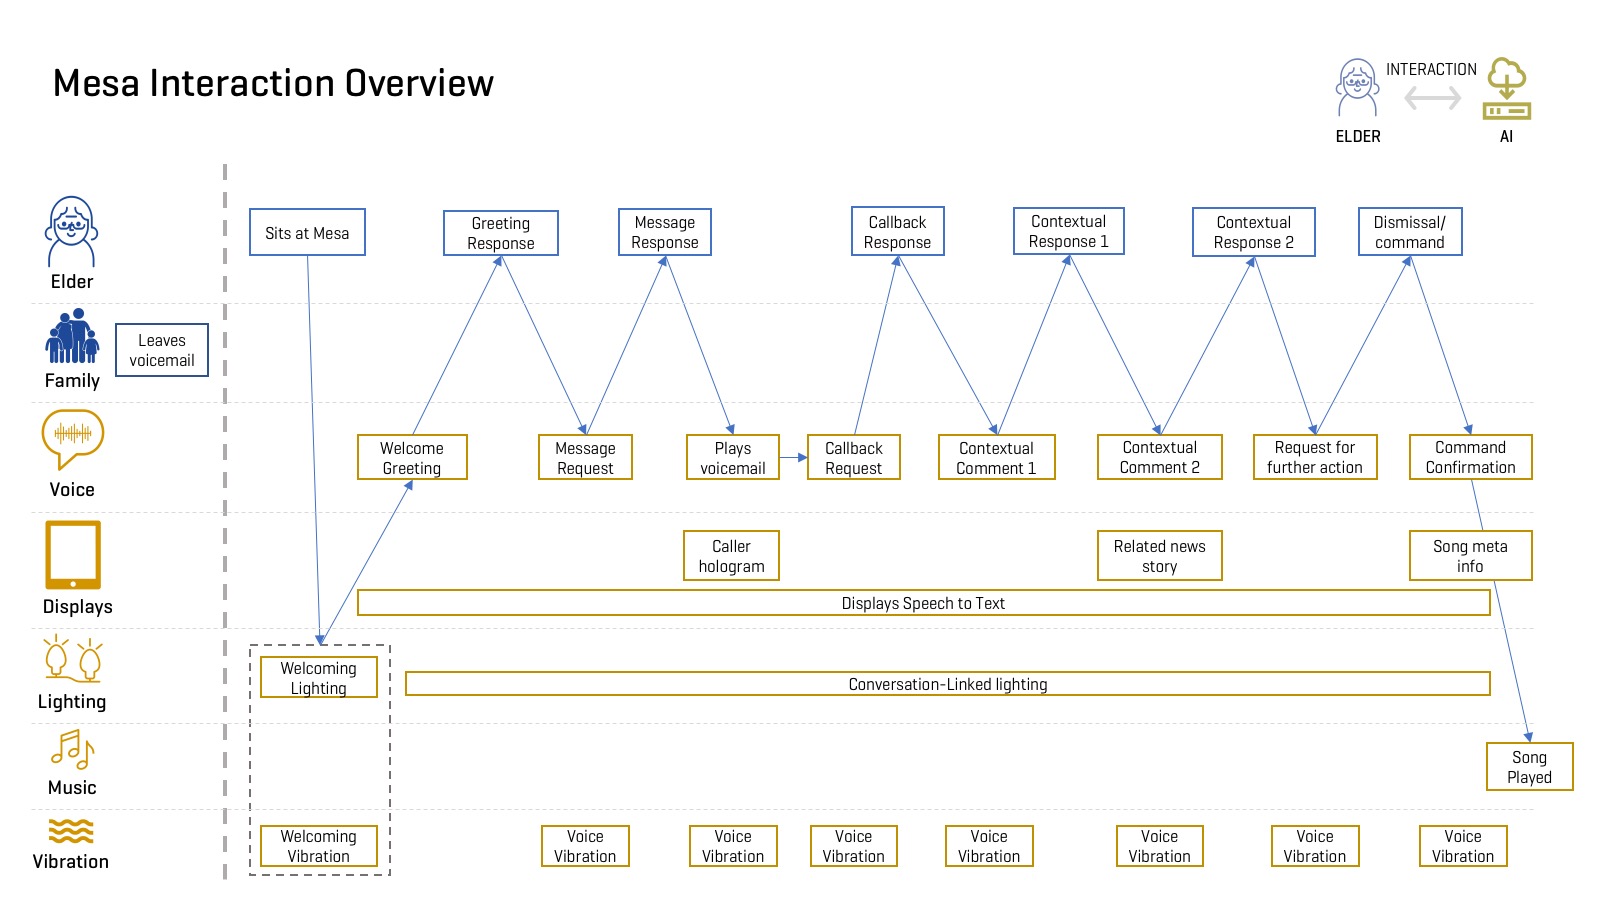 Mesa Interaction Overview
INTERACTION
ELDER
AI
Elder
Sits at Mesa
Greeting
Response
Message
Response
Callback
Response
Contextual
Response 1
Contextual
Response 2
Dismissal/
command
Family
Leaves
voicemail
Voice
Welcome
Greeting
Message
Request
Plays
voicemail
Callback
Request
Contextual
Comment 1
Contextual
Comment 2
Request for
further action
Command
Confirmation
Displays
Caller
hologram
Related news
story
Song meta
info
Displays Speech to Text
Lighting
Welcoming
Lighting
Conversation-Linked lighting
Music
Song
Played
Vibration
Welcoming
Vibration
Voice
Vibration
Voice
Vibration
Voice
Vibration
Voice
Vibration
Voice
Vibration
Voice
Vibration
Voice
Vibration